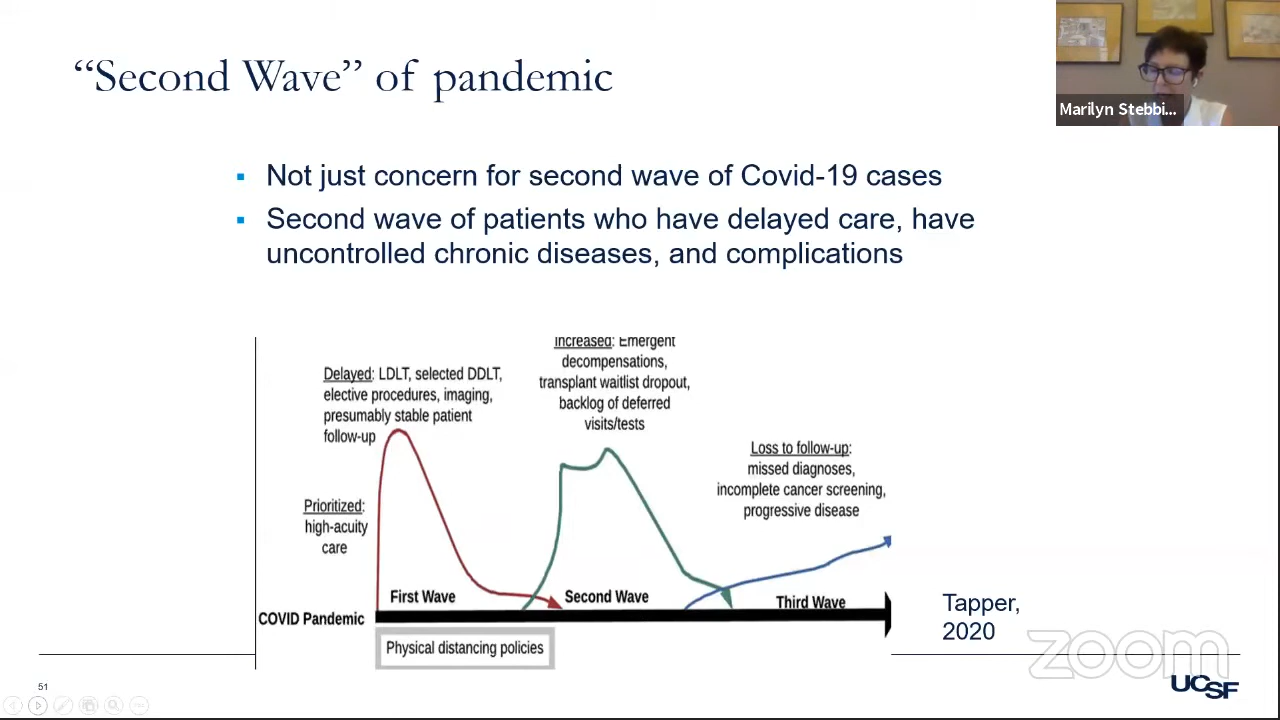 “Second Wave” of pandemic
Marilyn Stebbi...
▪ Not just concern for second wave of Covid-19 cases
▪ Second wave of patients who have delayed care, have
uncontrolled chronic diseases, and complications
Delayed: LDLT, selected DDLT,
elective procedures, imaging,
presumably stable patient
follow-up
Increased: Emergent
decompensations,
transplant waitlist dropout,
backlog of deferred
visits/tests
Loss to follow-up:
missed diagnoses,
incomplete cancer screening,
progressive disease
Prioritized:
high-acuity
care
First Wave
Second Wave
Third Wave
COVID Pandemic
Physical distancing policies
Tapper,
2020
zoom
UCSF
51